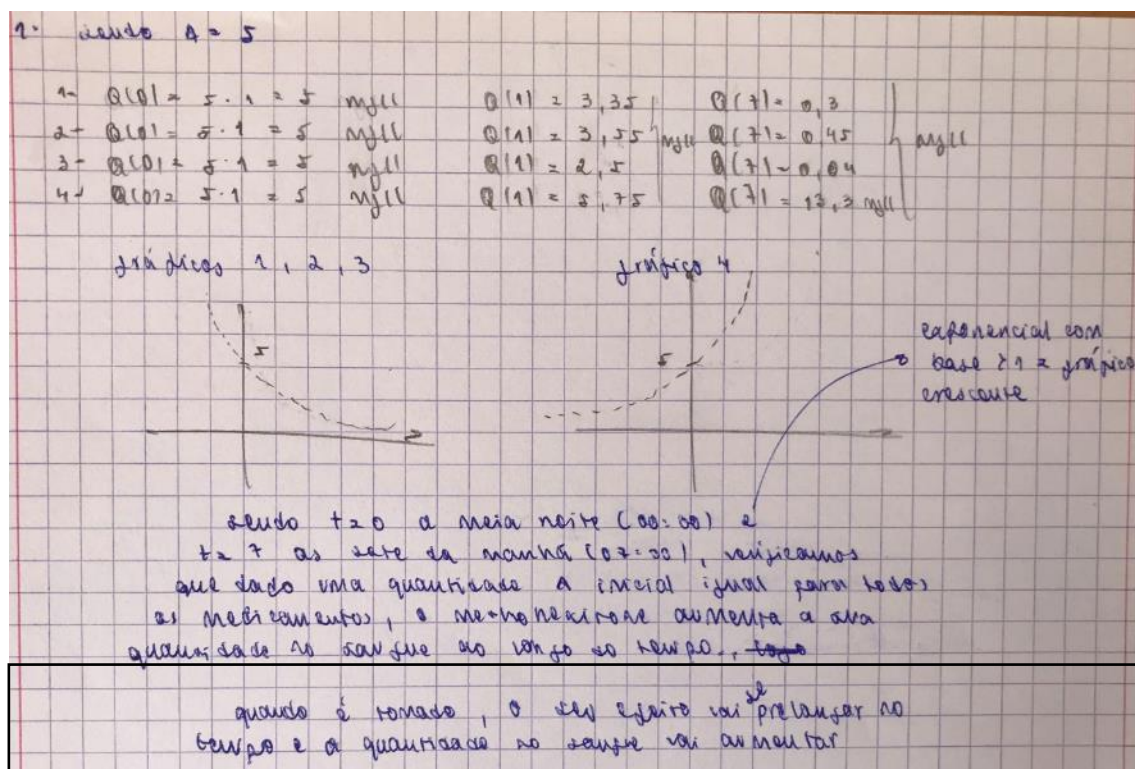 1. sendo A = 5
1- Q(0) = 5 · 1 = 5 mg/l Q(1) = 3,35 Q(7) = 0,3
2- Q(0) = 5 · 1 = 5 mg/l Q(1) = 3,55 mg/l Q(7) = 0,45 mg/l
3- Q(0) = 5 · 1 = 5 mg/l Q(1) = 2,5 Q(7) = 0,04
4- Q(0) = 5 · 1 = 5 mg/l Q(1) = 5,75 Q(7) = 13,3 mg/l
gráficos 1, 2, 3 gráfico 4
5 5
exponencial com
base >1 = gráfico
crescente
sendo t=0 a meia noite (00:00) e
t=7 as sete da manhã (07:00), verificamos
que dado uma quantidade A inicial igual para todos
os medicamentos, o aumenta a sua
quantidade no sangue ao longo do tempo,
quando é tomado, o seu efeito vai se prolongar no
tempo e a quantidade no sangue vai aumentar